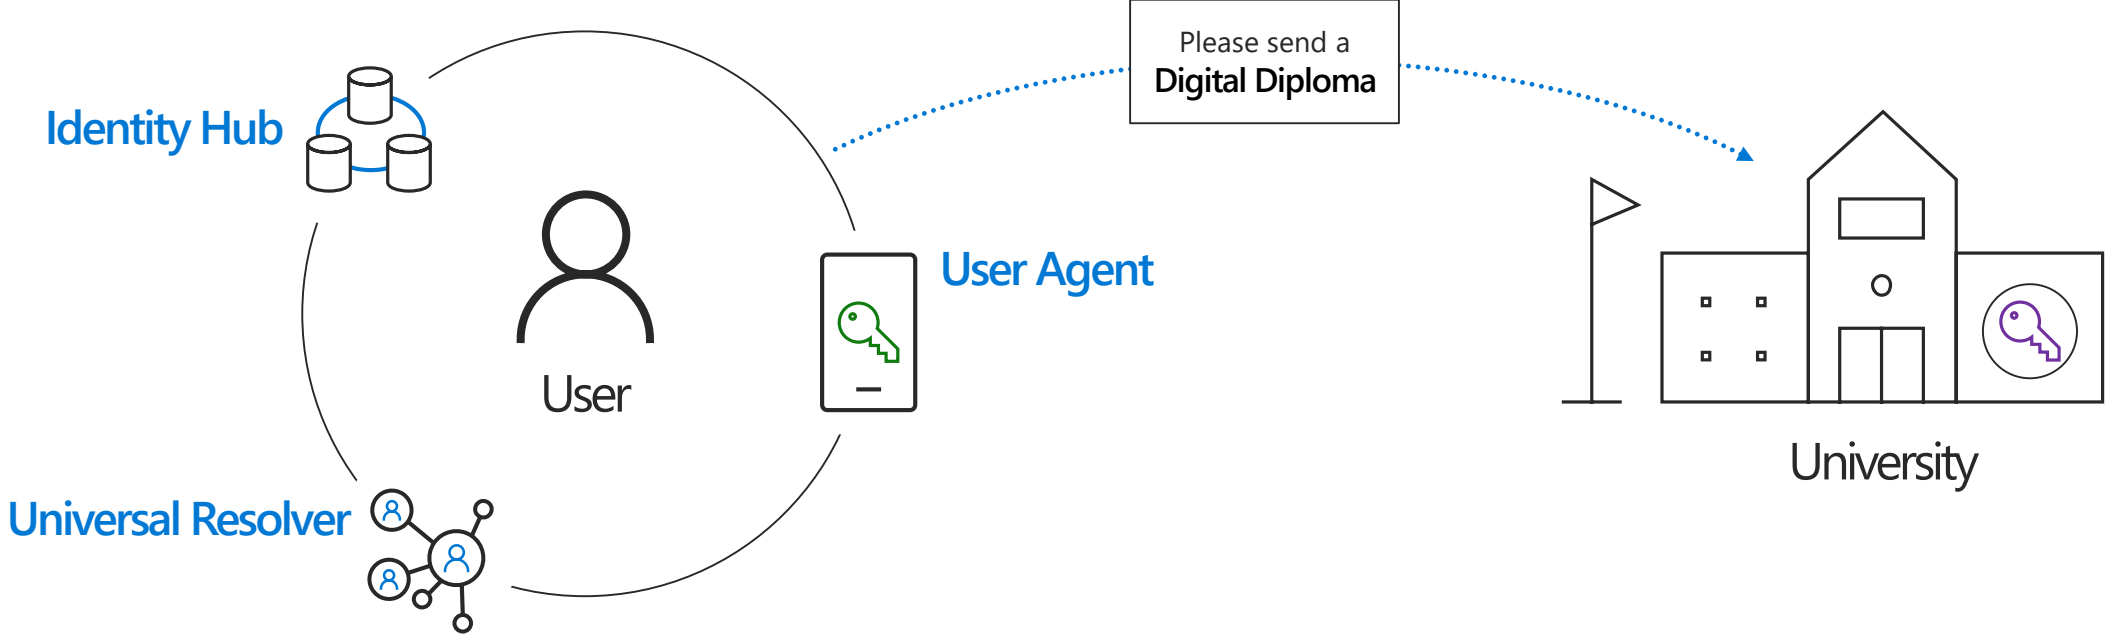 Please send a
Digital Diploma
Identity Hub
User Agent
User
University
Universal Resolver